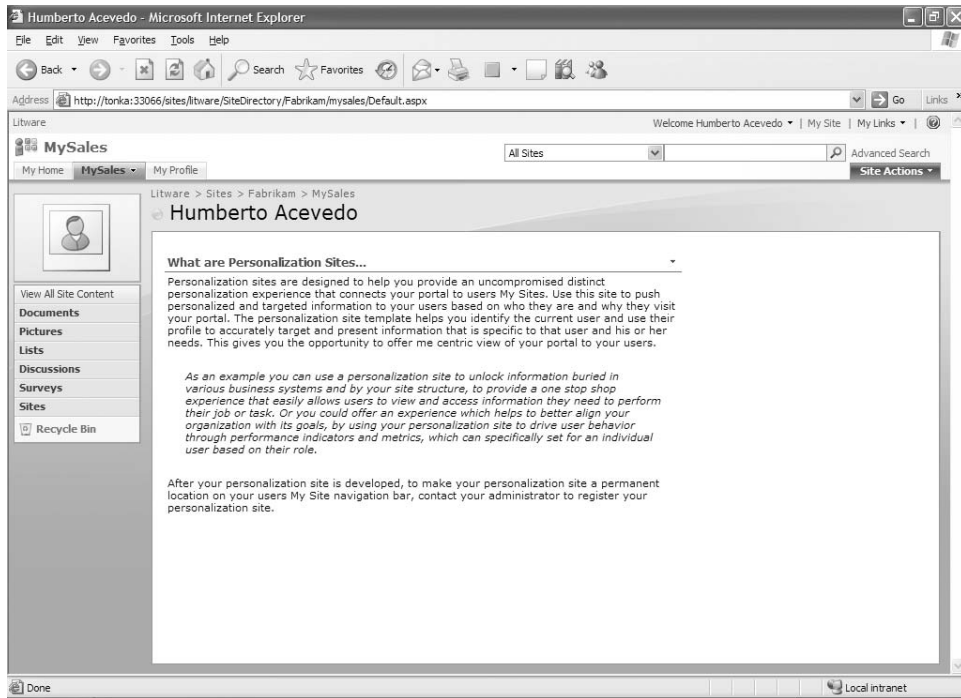 Humberto Acevedo - Microsoft Internet Explorer
File Edit View Favorites Tools Help
Back Search Favorites
Address http://tonka:33066/sites/litware/SiteDirectory/Fabrikam/mysales/Default.aspx Go Links »
Litware Welcome Humberto Acevedo | My Site | My Links |
MySales All Sites Advanced Search
My Home MySales My Profile Site Actions
Litware > Sites > Fabrikam > MySales
Humberto Acevedo
What are Personalization Sites...
Personalization sites are designed to help you provide an uncompromised distinct
personalization experience that connects your portal to users My Sites. Use this site to push
personalized and targeted information to your users based on who they are and why they visit
your portal. The personalization site template helps you identify the current user and use their
profile to accurately target and present information that is specific to that user and his or her
needs. This gives you the opportunity to offer me centric view of your portal to your users.
As an example you can use a personalization site to unlock information buried in
various business systems and by your site structure, to provide a one stop shop
experience that easily allows users to view and access information they need to perform
their job or task. Or you could offer an experience which helps to better align your
organization with its goals, by using your personalization site to drive user behavior
through performance indicators and metrics, which can specifically set for an individual
user based on their role.
After your personalization site is developed, to make your personalization site a permanent
location on your users My Site navigation bar, contact your administrator to register your
personalization site.
View All Site Content
Documents
Pictures
Lists
Discussions
Surveys
Sites
Recycle Bin
Done Local intranet